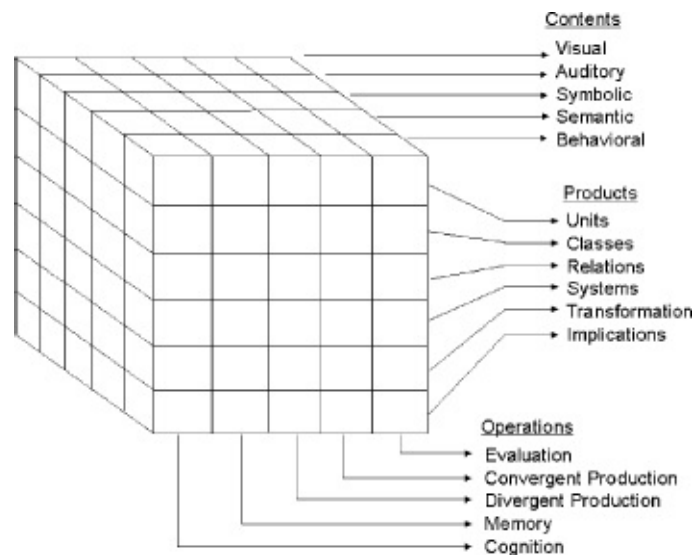 Contents
Visual
Auditory
Symbolic
Semantic
Behavioral
Products
Units
Classes
Relations
Systems
Transformation
Implications
Operations
Evaluation
Convergent Production
Divergent Production
Memory
Cognition